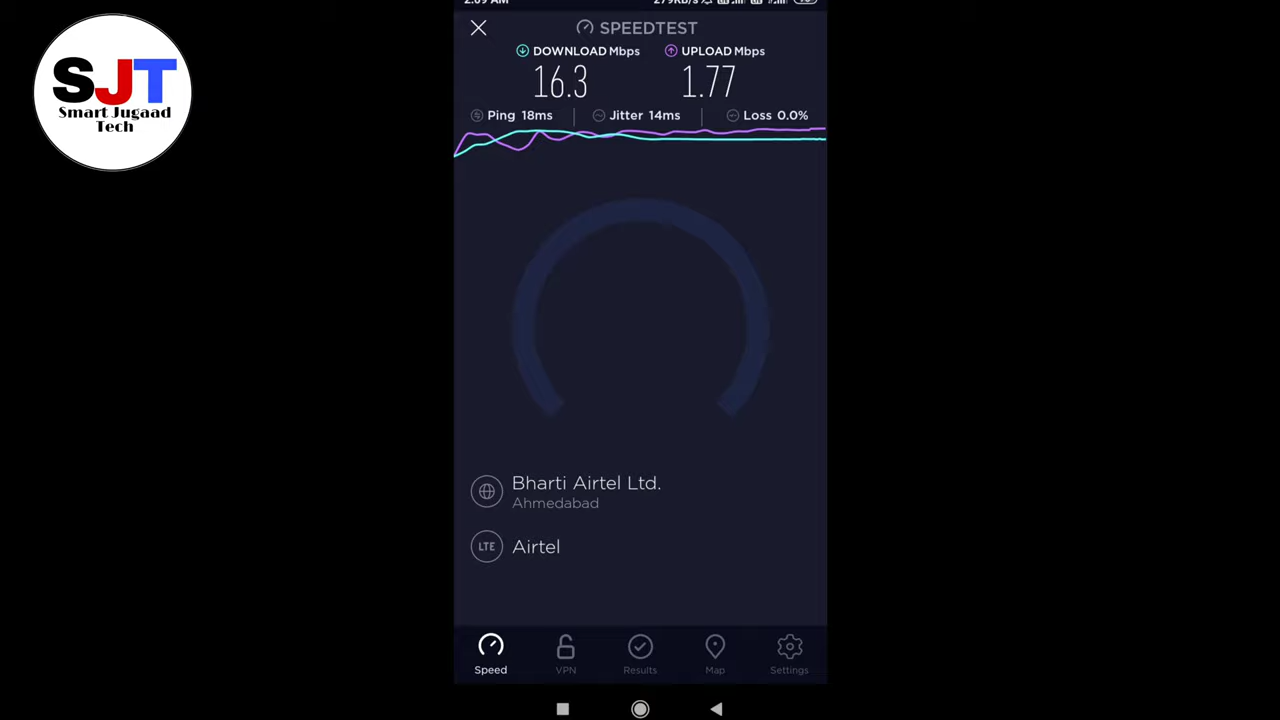 SJT
Smart Jugaad
Tech
SPEEDTEST
DOWNLOAD Mbps UPLOAD Mbps
16.3 1.77
Ping 18ms Jitter 14ms Loss 0.0%
Bharti Airtel Ltd.
Ahmedabad
LTE Airtel
Speed VPN Results Map Settings